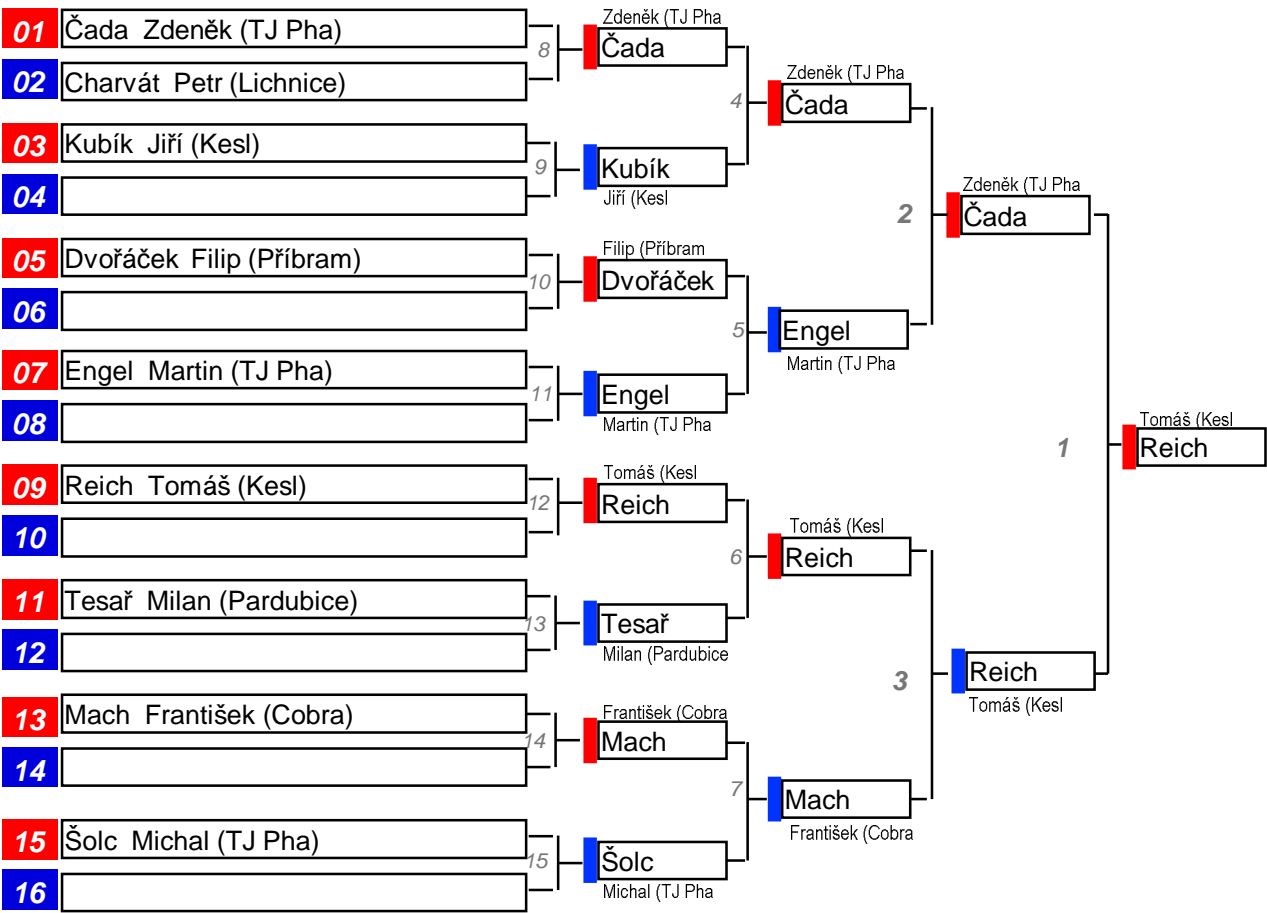 01 Čada Zdeněk (TJ Pha)
02 Charvát Petr (Lichnice)
03 Kubík Jiří (Kesl)
04
05 Dvořáček Filip (Příbram)
06
07 Engel Martin (TJ Pha)
08
09 Reich Tomáš (Kesl)
10
11 Tesař Milan (Pardubice)
12
13 Mach František (Cobra)
14
15 Šolc Michal (TJ Pha)
16
8
9
10
11
12
13
14
15
Zdeněk (TJ Pha
Čada
Kubík
Jiří (Kesl
Filip (Příbram
Dvořáček
Engel
Martin (TJ Pha
Tomáš (Kesl
Reich
Tesař
Milan (Pardubice
František (Cobra
Mach
Šolc
Michal (TJ Pha
4
5
6
7
Zdeněk (TJ Pha
Čada
Engel
Martin (TJ Pha
Tomáš (Kesl
Reich
Mach
František (Cobra
2
3
Zdeněk (TJ Pha
Čada
Reich
Tomáš (Kesl
1
Tomáš (Kesl
Reich